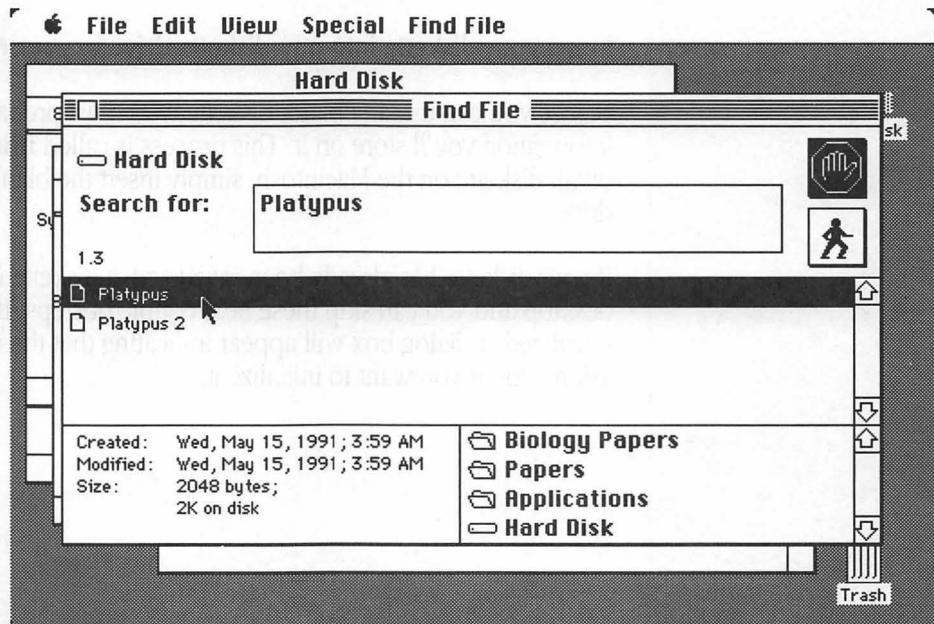 File Edit View Special Find File
Hard Disk
Find File
sk
Hard Disk
Search for: Platypus
Sy
1.3
Platypus
Platypus 2
Created: Wed, May 15, 1991; 3:59 AM
Modified: Wed, May 15, 1991; 3:59 AM
Size: 2048 bytes;
2K on disk
Biology Papers
Papers
Applications
Hard Disk
Trash